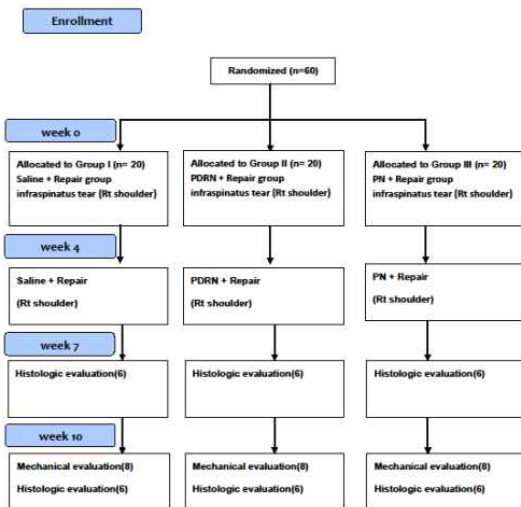 Enrollment
Randomized (n=60)
week 0
Allocated to Group I (n= 20)
Saline + Repair group
infraspinatus tear {Rt shoulder}
Allocated to Group II (n= 20)
PDRN + Repair group
infraspinatus tear {Rt shoulder}
Allocated to Group III (n= 20)
PN + Repair group
infraspinatus tear {Rt shoulder}
week 4
Saline + Repair
(Rt shoulder)
PDRN + Repair
(Rt shoulder)
PN + Repair
(Rt shoulder)
week 7
Histologic evaluation(6)
Histologic evaluation(6)
Histologic evaluation(6)
week 10
Mechanical evaluation(8)
Histologic evaluation(6)
Mechanical evaluation(8)
Histologic evaluation(6)
Mechanical evaluation(8)
Histologic evaluation(6)